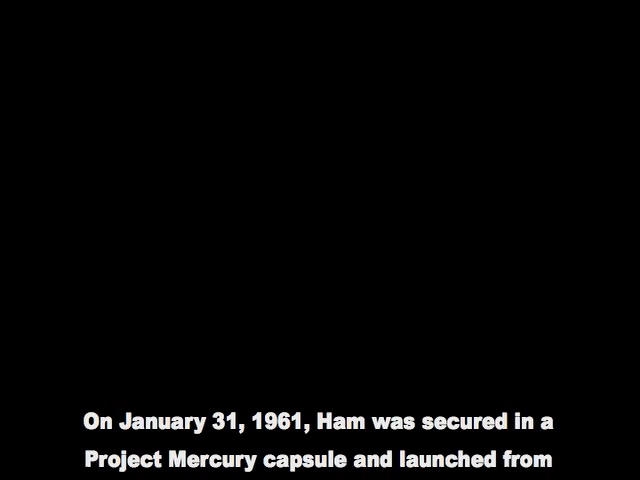 On January 31, 1961, Ham was secured in a
Project Mercury capsule and launched from